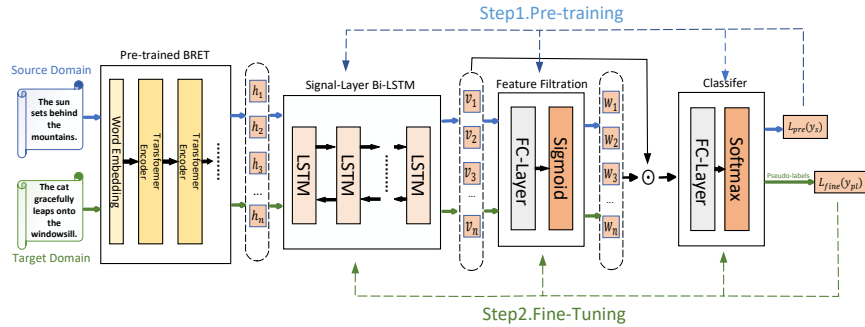 Step1.Pre-training
Pre-trained BRET
Source Domain
The sun
sets behind
the
mountains.
The cat
gracefully
leaps onto
the
windowsill.
Target Domain
Word Embedding
Transfoemer
Encoder
Transfoemer
Encoder
h1
h2
h3
...
hn
Signal-Layer Bi-LSTM
LSTM
LSTM
LSTM
v1
v2
v3
...
vn
Feature Filtration
FC-Layer
Sigmoid
W1
W2
W3
...
Wn
Classifer
FC-Layer
Softmax
Lpre(ys)
Pseudo-labels
Lfine(ypl)
Step2.Fine-Tuning